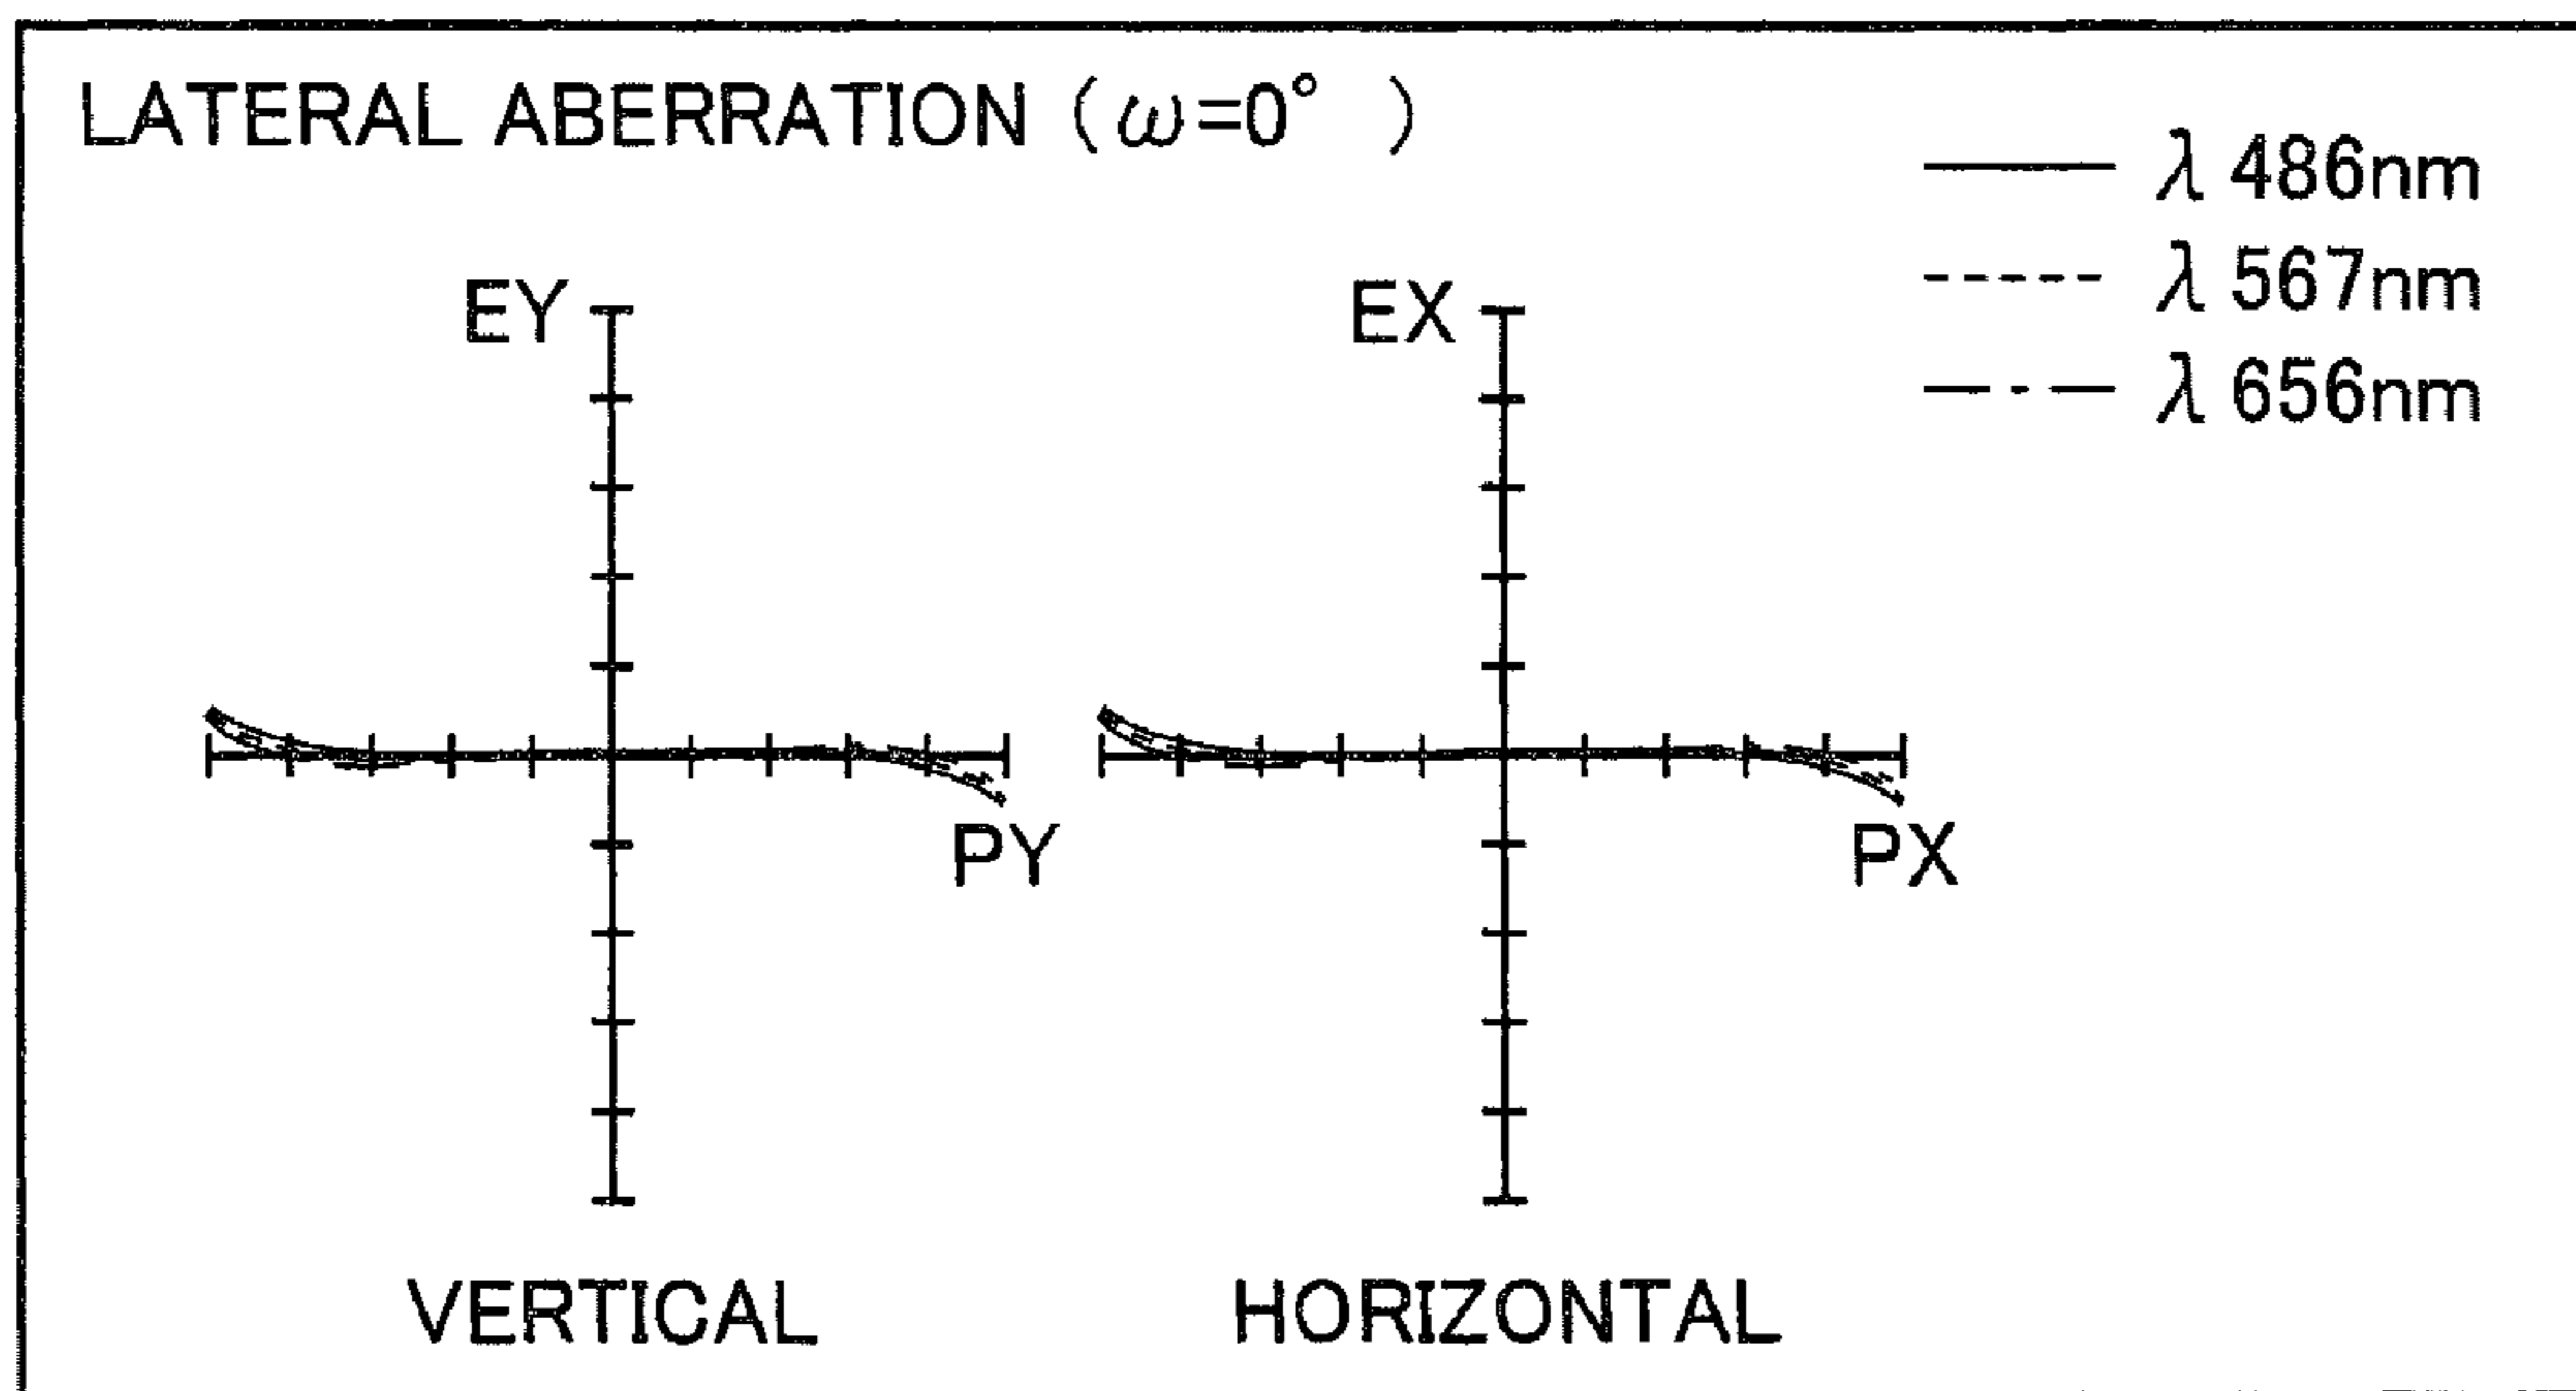 LATERAL ABERRATION (ω=0°)
λ 486nm
λ 567nm
λ 656nm
EY
EX
PY
PX
VERTICAL
HORIZONTAL